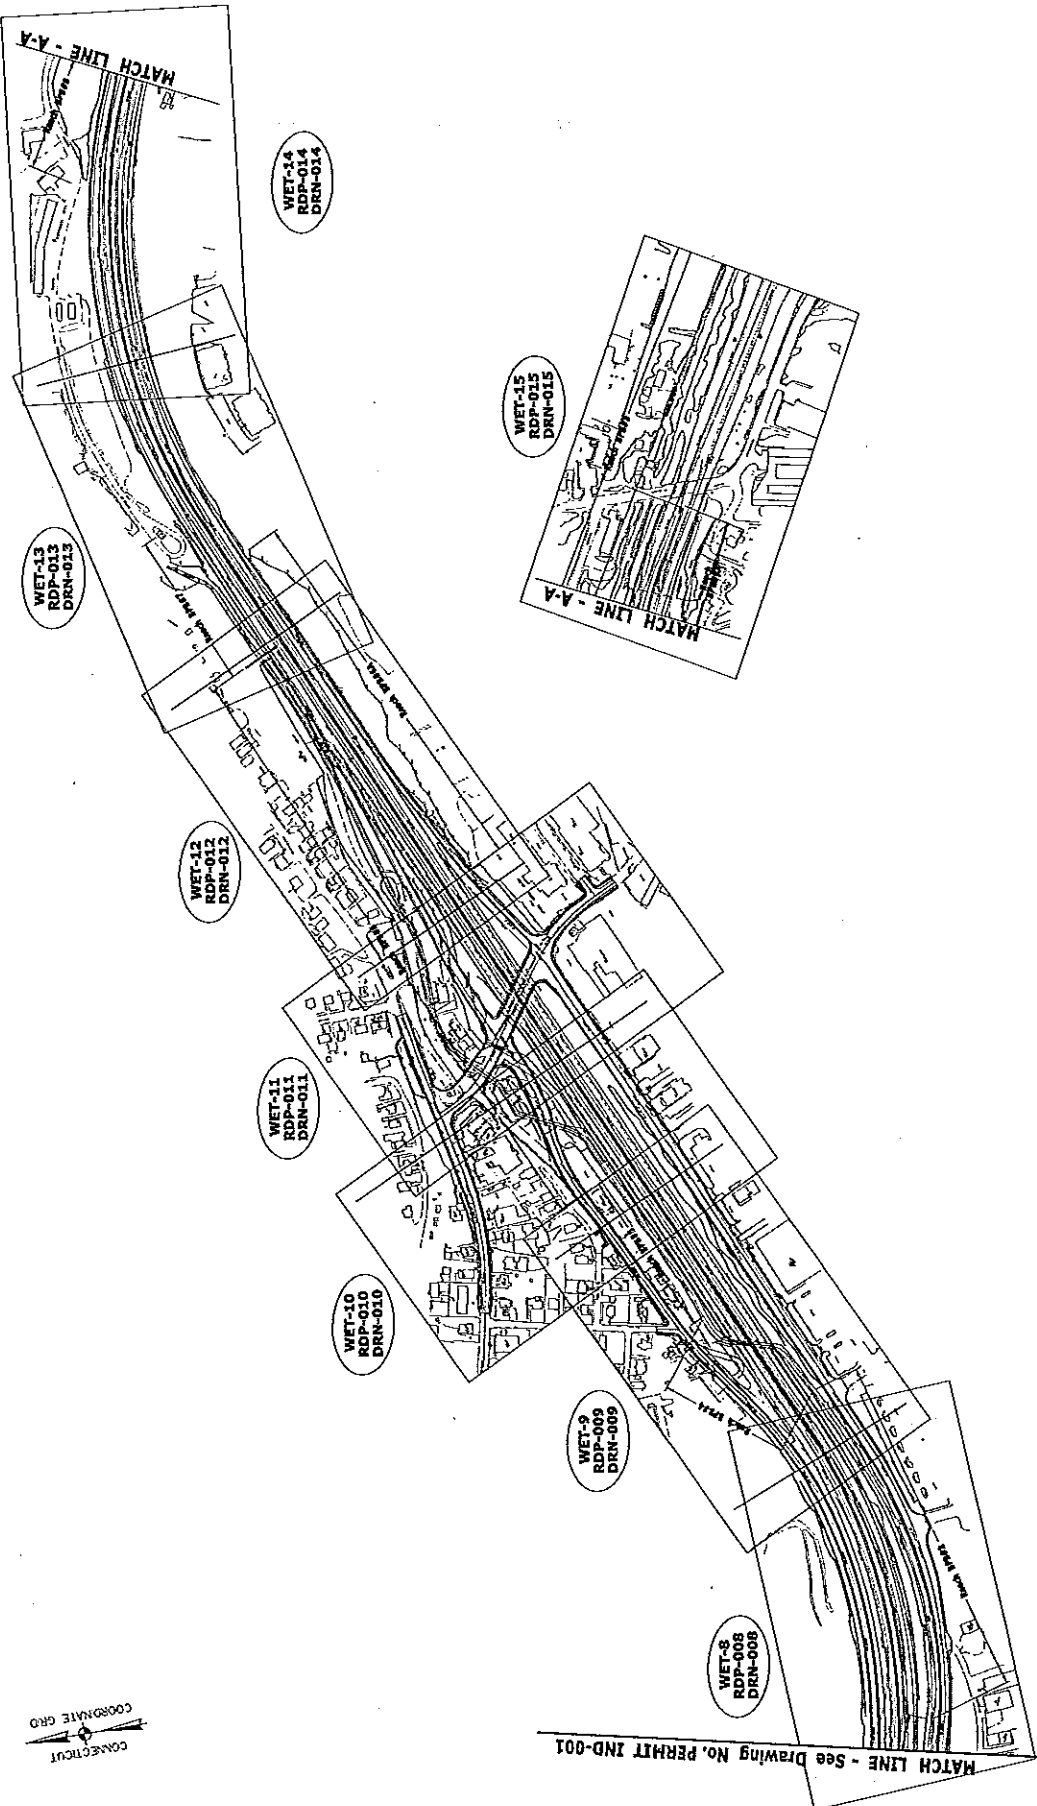 MATCH LINE - A-A
WET-14
RDP-014
DRN-014
WET-15
RDP-015
DRN-015
MATCH LINE - A-A
WET-13
RDP-013
DRN-013
WET-12
RDP-012
DRN-012
WET-11
RDP-011
DRN-011
WET-10
RDP-010
DRN-010
WET-9
RDP-009
DRN-009
WET-8
RDP-008
DRN-008
MATCH LINE - See Drawing No. PERMIT IND-001
CONNECTICUT
COORDNATE GRID